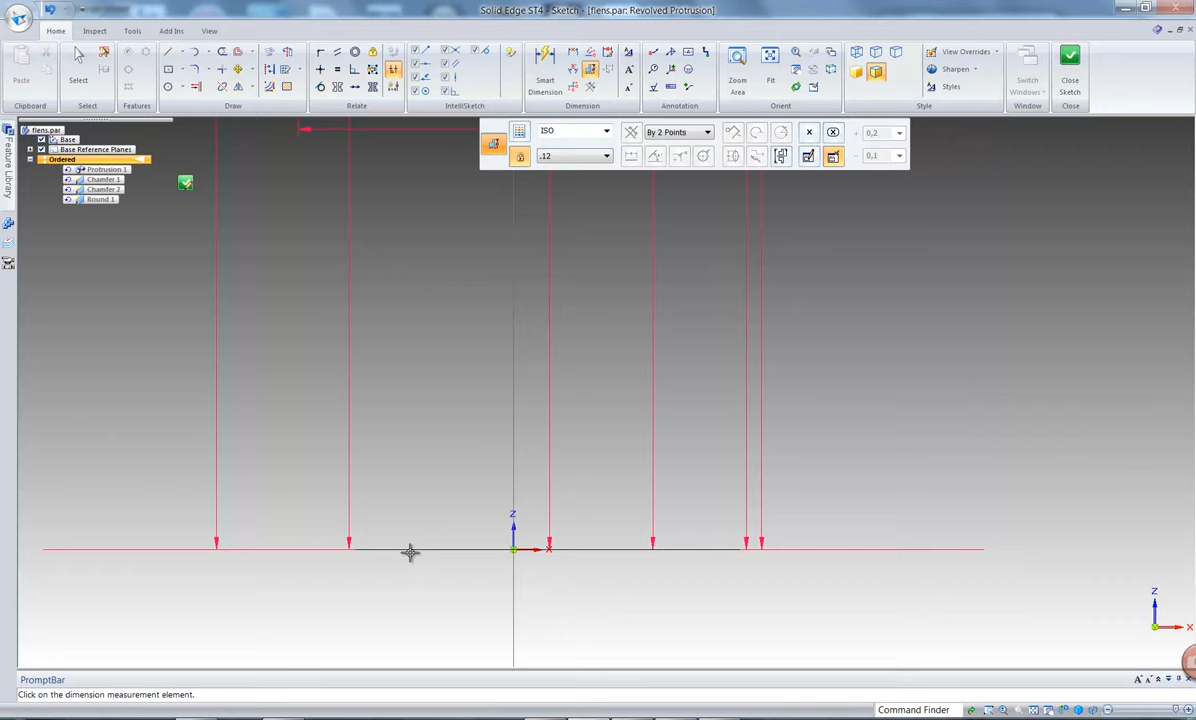 Solid Edge ST4 - Sketch - [flens.par: Revolved Protrusion]
Home Inspect Tools Add Ins View
Paste
Clipboard
Select
Select
Features
Draw
Relate
IntelliSketch
Smart
Dimension
Dimension
Annotation
Zoom
Area
Fit
Orient
View Overrides
Sharpen
Styles
Style
Switch
Windows
Window
Close
Sketch
Close
ISO
By 2 Points
0,2
.12
0,1
flens.par
Base
Base Reference Planes
Ordered
Protrusion 1
Chamfer 1
Chamfer 2
Round 1
Feature Library
Z
X
Z
X
PromptBar
Click on the dimension measurement element.
Command Finder